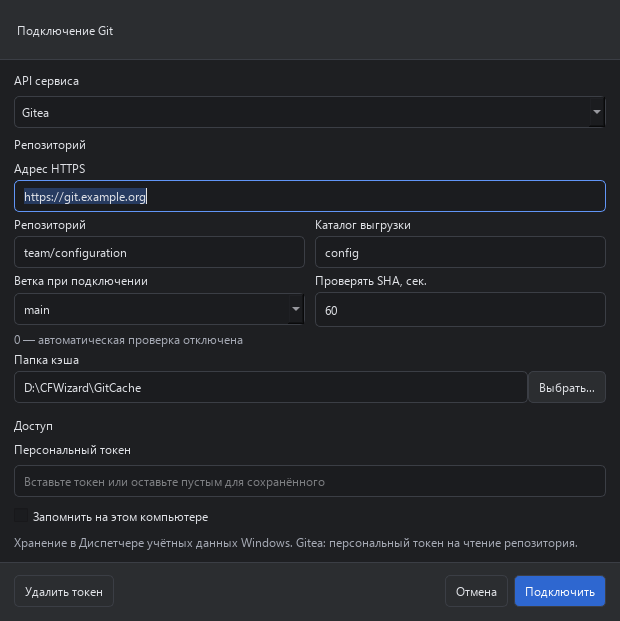 Подключение Git
API сервиса
Gitea
Репозиторий
Адрес HTTPS
https://git.example.org
Репозиторий
Каталог выгрузки
team/configuration
config
Ветка при подключении
Проверять SHA, сек.
main
60
0 — автоматическая проверка отключена
Папка кэша
D:\CFWizard\GitCache
Выбрать...
Доступ
Персональный токен
Вставьте токен или оставьте пустым для сохранённого
Запомнить на этом компьютере
Хранение в Диспетчере учётных данных Windows. Gitea: персональный токен на чтение репозитория.
Удалить токен
Отмена
Подключить